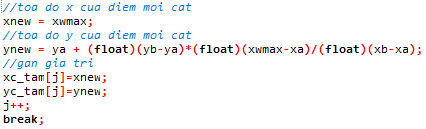 //toa do x cua diem moi cat
xnew = xwmax;
//toa do y cua diem moi cat
ynew = ya + (float)(yb-ya)*(float)(xwmax-xa)/(float)(xb-xa);
//gan gia tri
xc_tam[j]=xnew;
yc_tam[j]=ynew;
j++;
break;